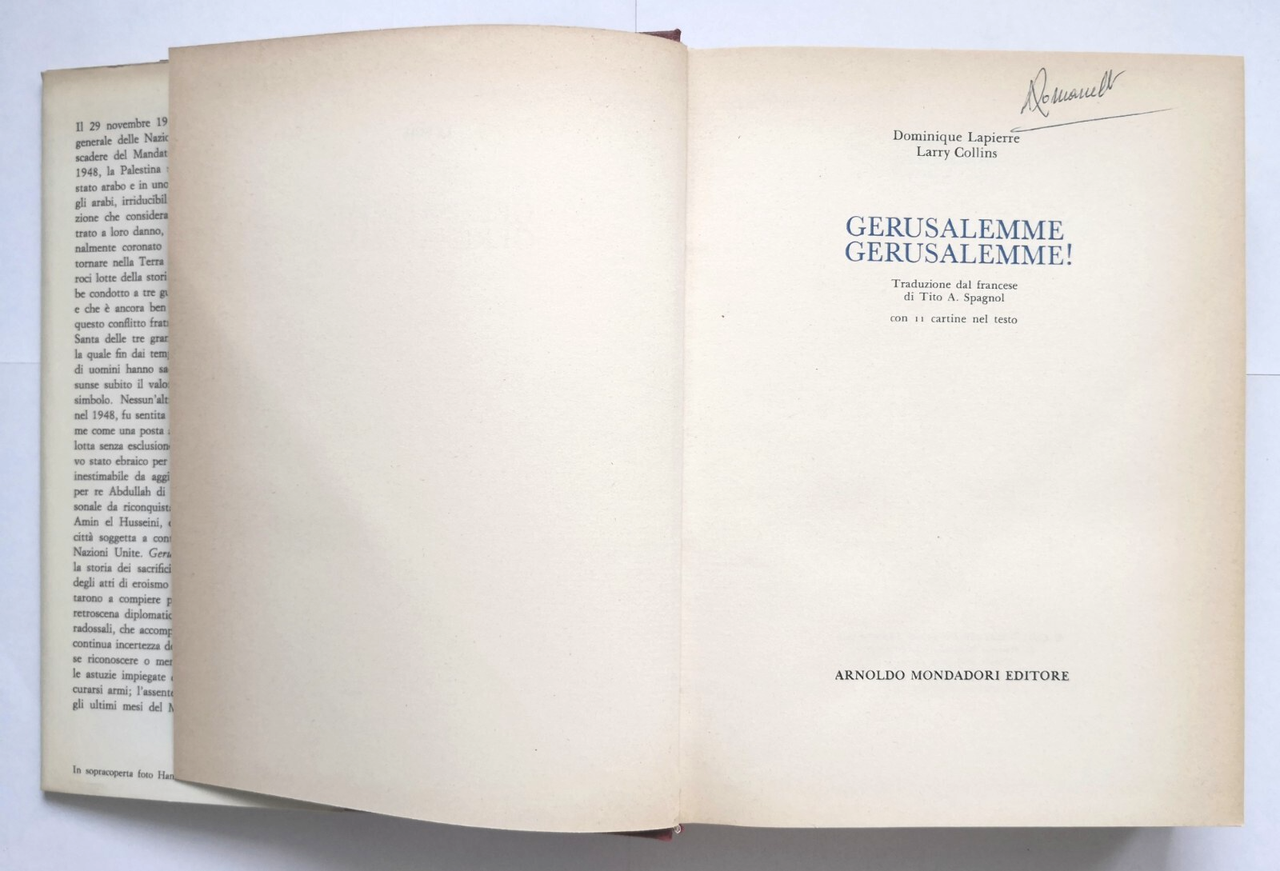 Il 29 novembre 19
generale delle Nazio
scadere del Mandat
1948, la Palestina
stato arabo e in uno
gli arabi, irriducibil
zione che considera
trato a loro danno,
nalmente coronato
tornare nella Terra
roci lotte della stori
be condotto a tre gu
e che è ancora ben
questo conflitto frat
Santa delle tre gran
la quale fin dai temp
di uomini hanno sa
sunse subito il valo
simbolo. Nessun'alt
nel 1948, fu sentita
me come una posta
lotta senza esclusion
vo stato ebraico per
inestimabile da aggi
per re Abdullah di
sonale da riconquist
Amin el Husseini,
città soggetta a con
Nazioni Unite. Geru
la storia dei sacrifici
degli atti di eroismo
tarono a compiere p
retroscena diplomatic
radossali, che accomp
continua incertezza de
se riconoscere o mer
le astuzie impiegate
curarsi armi; l'assente
gli ultimi mesi del M
In sopracoperta foto Har
Romanelli
Dominique Lapierre
Larry Collins
GERUSALEMME
GERUSALEMME!
Traduzione dal francese
di Tito A. Spagnol
con 11 cartine nel testo
ARNOLDO MONDADORI EDITORE